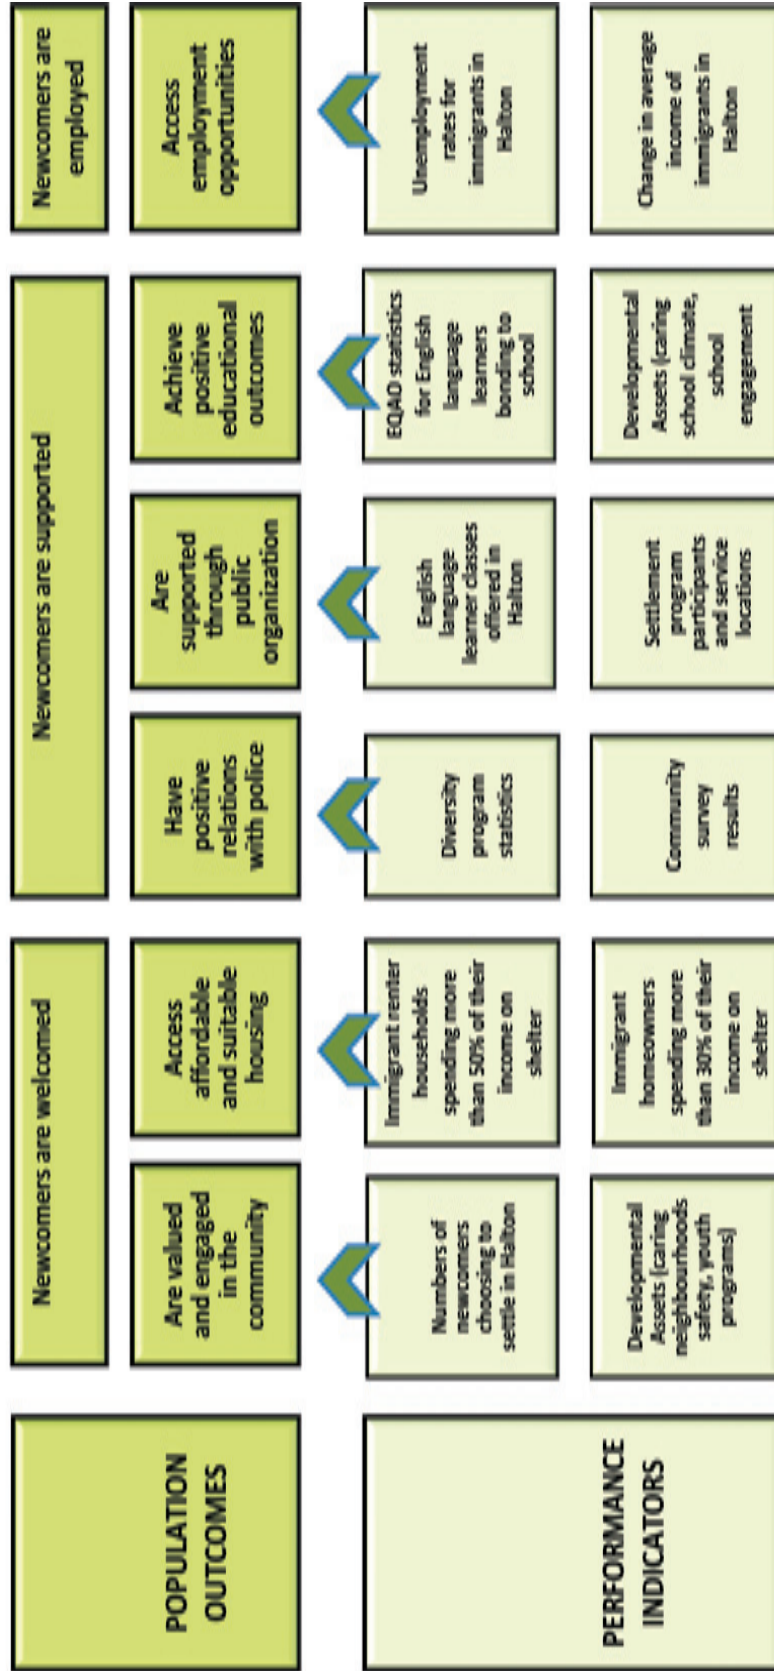 POPULATION
OUTCOMES
Newcomers are welcomed
Newcomers are supported
Newcomers are
employed
Are valued
and engaged
in the
community
Access
affordable
and suitable
housing
Have
positive
relations
with police
Are
supported
through
public
organization
Achieve
positive
educational
outcomes
Access
employment
opportunities
PERFORMANCE
INDICATORS
Numbers of
newcomers
choosing to
settle in Halton
Immigrant renter
households
spending more
than 50% of their
income on
shelter
Diversity
program
statistics
English
language
learner classes
offered in
Halton
EQAO statistics
for English
language
learners
bonding to
school
Unemployment
rates for
immigrants in
Halton
Developmental
Assets (caring
neighbourhoods
safety, youth
programs)
Immigrant
homeowners
spending more
than 30% of their
income on
shelter
Community
survey
results
Settlement
program
participants
and service
locations
Developmental
Assets (caring
school climate,
school
engagement
Change in average
income of
immigrants in
Halton